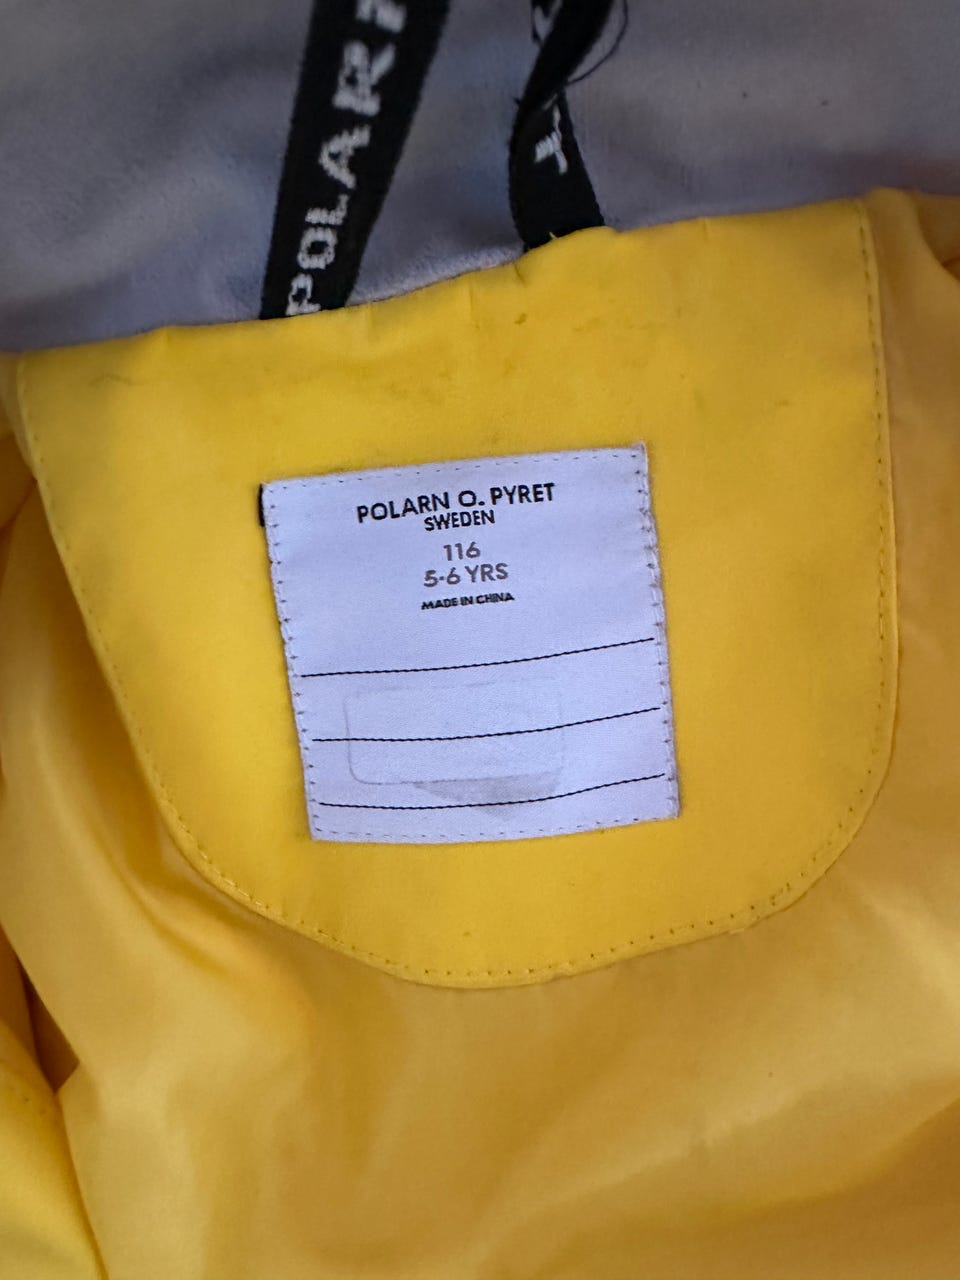 POLARN
POLARN O. PYRET
SWEDEN
116
5-6 YRS
MADE IN CHINA